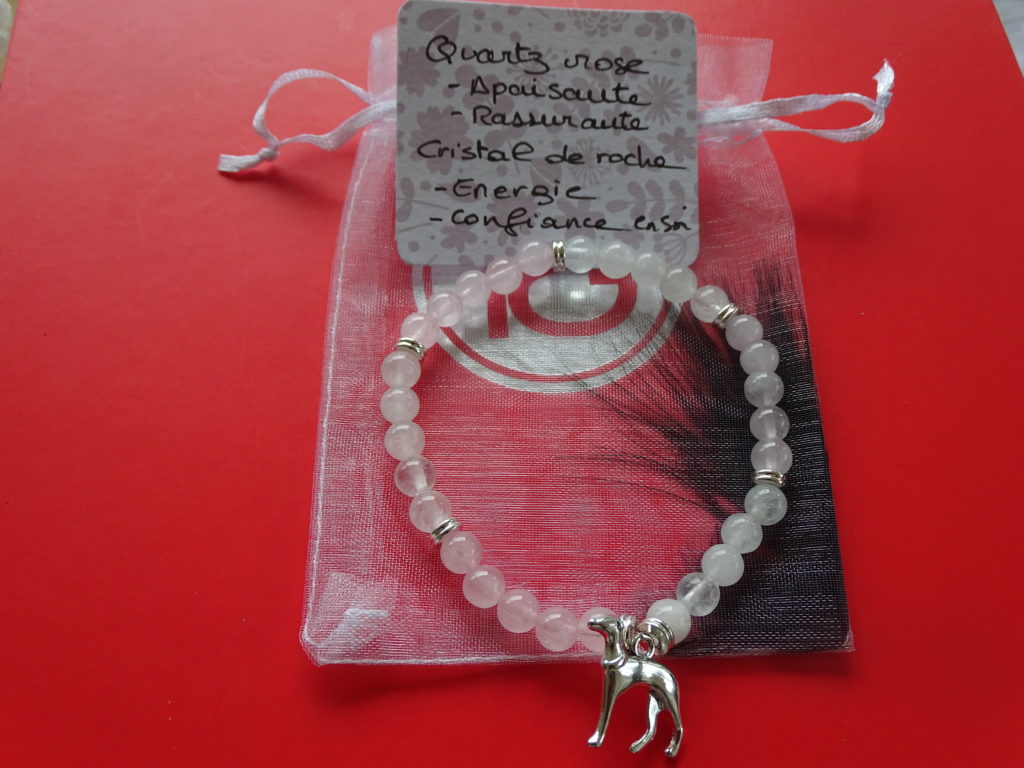 Quartz rose
- Apaisante
- Rassurante
Cristal de roche
- Energie
- Confiance en soi